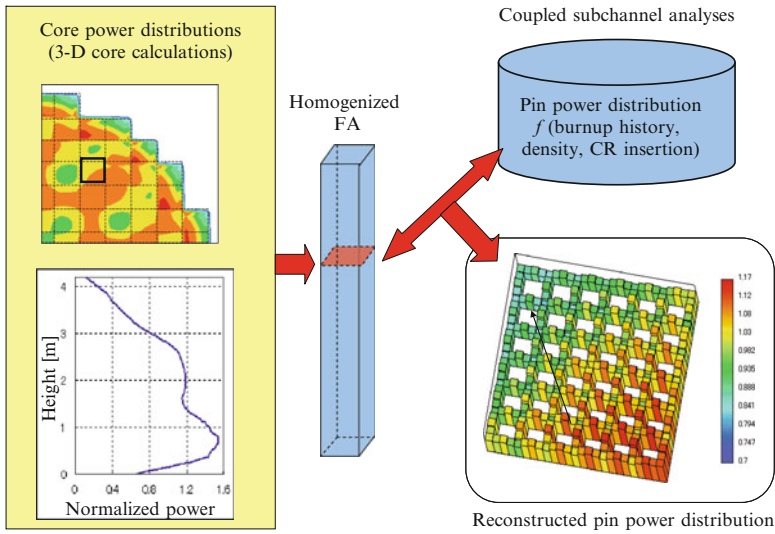 Core power distributions
(3-D core calculations)
4
3
2
1
0
Height [m]
0
04
0.8
1.2
1.6
Normalized power
Homogenized
FA
Coupled subchannel analyses
Pin power distribution
f (burnup history,
density, CR insertion)
1.17
1.12
1.08
1.03
0.982
0.935
0.888
0.841
0.794
0.747
0.7
Reconstructed pin power distribution